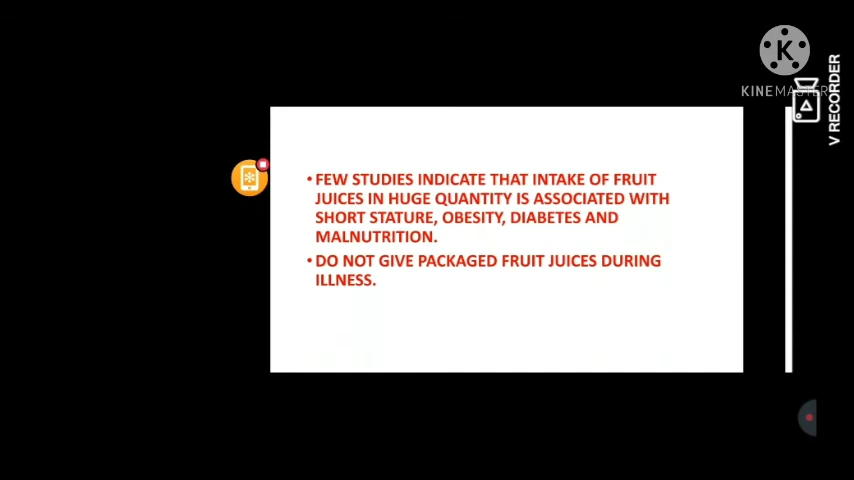 KINEMASTER
V RECORDER
• FEW STUDIES INDICATE THAT INTAKE OF FRUIT
JUICES IN HUGE QUANTITY IS ASSOCIATED WITH
SHORT STATURE, OBESITY, DIABETES AND
MALNUTRITION.
• DO NOT GIVE PACKAGED FRUIT JUICES DURING
ILLNESS.